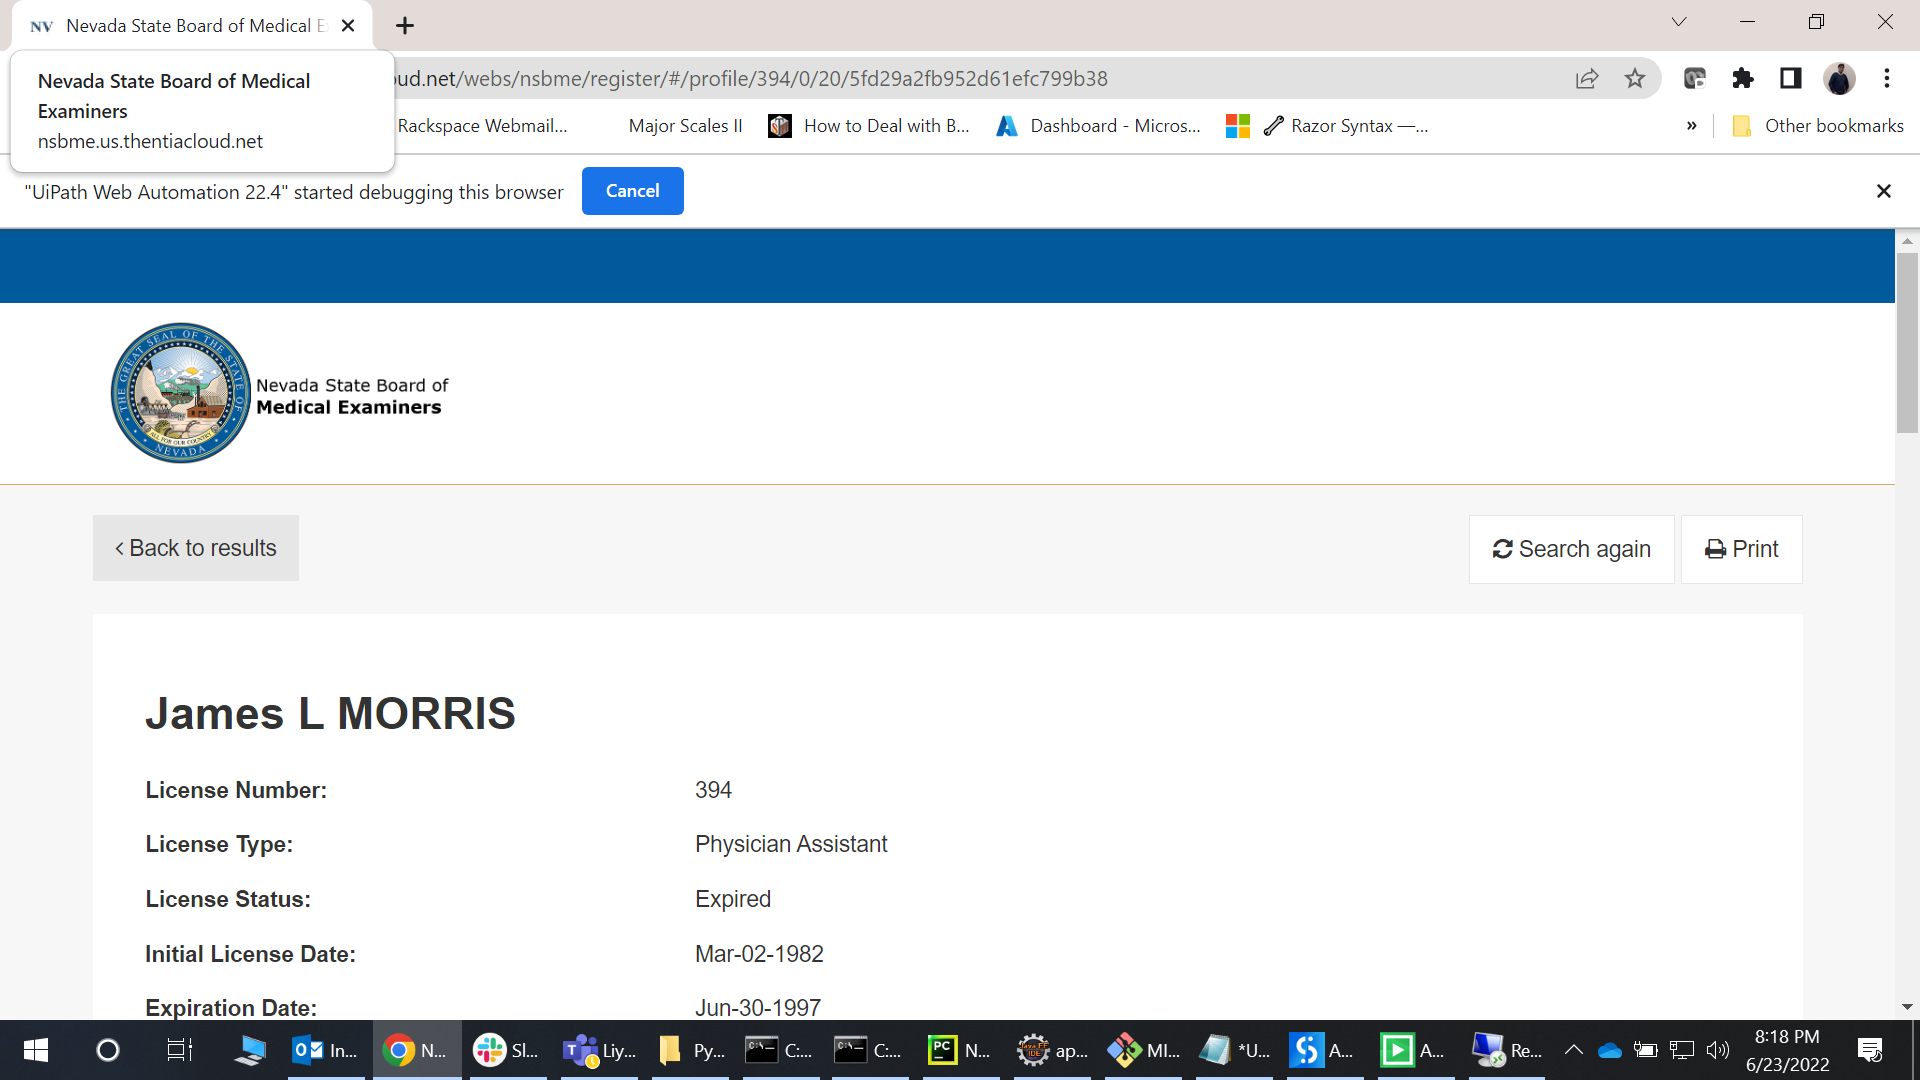 NV Nevada State Board of Medical E
Nevada State Board of Medical
Examiners
nsbme.us.thentiacloud.net
oud.net/webs/nsbme/register/#/profile/394/0/20/5fd29a2fb952d61efc799b38
Rackspace Webmail... Major Scales II How to Deal with B... Dashboard - Micros... Razor Syntax —... » Other bookmarks
"UiPath Web Automation 22.4" started debugging this browser Cancel
THE GREAT SEAL OF THE STATE OF NEVADA
ALL FOR OUR COUNTRY
Nevada State Board of
Medical Examiners
Back to results Search again Print
James L MORRIS
License Number: 394
License Type: Physician Assistant
License Status: Expired
Initial License Date: Mar-02-1982
Expiration Date: Jun-30-1997
In... N... Sl... Liy... Py... C:... C:... PC N... ap... MI... *U... A... A... Re... 8:18 PM
6/23/2022